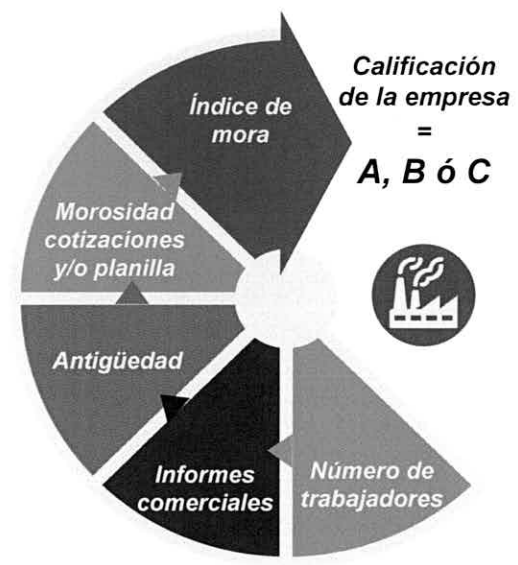 Índice de
mora
Calificación
de la empresa
=
A, B ó C
Morosidad
cotizaciones
y/o planilla
Antigüedad
Informes
comerciales
Número de
trabajadores